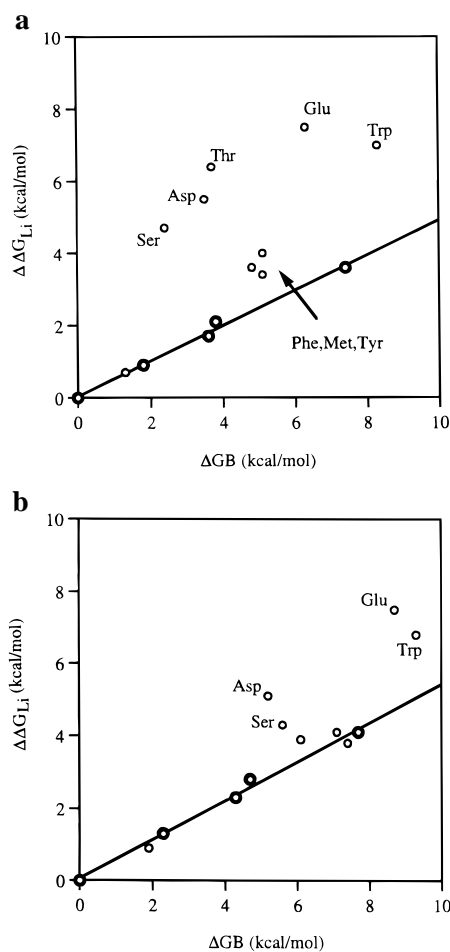 a
10
8
6
4
2
0
ΔΔG_Li (kcal/mol)
Glu
Trp
Thr
Asp
Ser
Phe,Met,Tyr
0 2 4 6 8 10
ΔGB (kcal/mol)
b
10
8
6
4
2
0
ΔΔG_Li (kcal/mol)
Glu
Trp
Asp
Ser
0 2 4 6 8 10
ΔGB (kcal/mol)